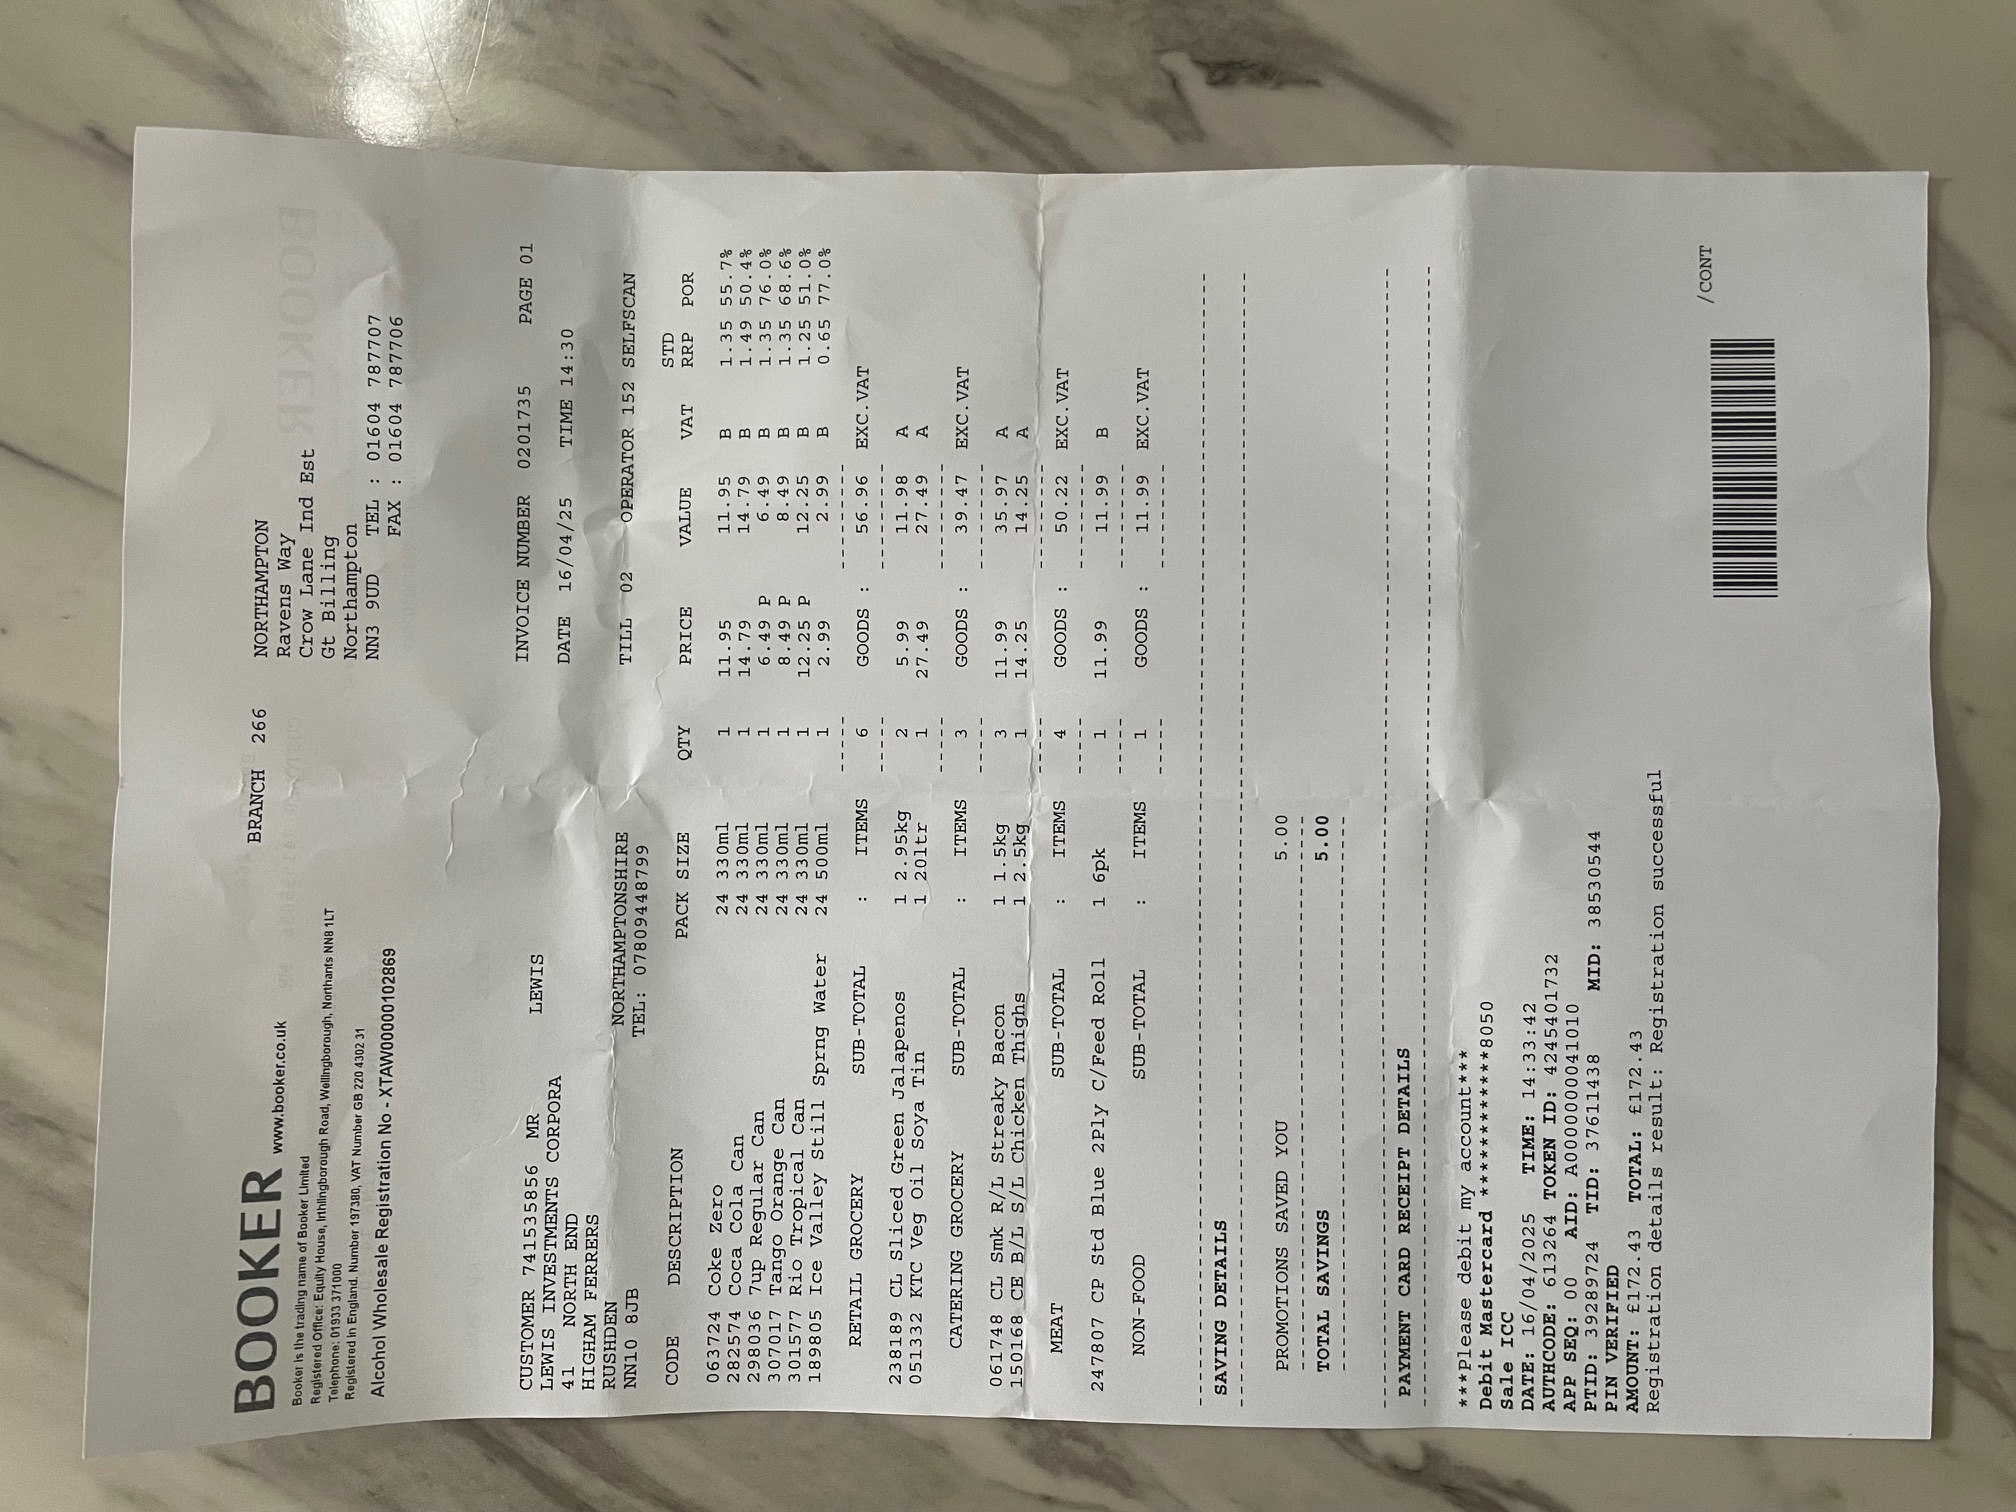 BOOKER www.booker.co.uk
Booker is the trading name of Booker Limited
Registered Office: Equity House, Irthlingborough Road, Wellingborough, Northants NN8 1LT
Telephone: 01933 371000
Registered in England. Number 197380, VAT Number GB 220 4302 31
Alcohol Wholesale Registration No - XTAW00000102869
BRANCH 266
NORTHAMPTON
Ravens Way
Crow Lane Ind Est
Gt Billing
Northampton
NN3 9UD TEL : 01604 787707
FAX : 01604 787706
CUSTOMER 741535856 MR LEWIS
LEWIS INVESTMENTS CORPORA
41 NORTH END
HIGHAM FERRERS
RUSHDEN NORTHAMPTONSHIRE
NN10 8JB TEL: 07809448799
INVOICE NUMBER 0201735 PAGE 01
DATE 16/04/25 TIME 14:30
TILL 02 OPERATOR 152 SELFSCAN
CODE DESCRIPTION PACK SIZE QTY PRICE VALUE VAT STD RRP POR
063724 Coke Zero 24 330ml 1 11.95 11.95 B 1.35 55.7%
282574 Coca Cola Can 24 330ml 1 14.79 14.79 B 1.49 50.4%
298036 7up Regular Can 24 330ml 1 6.49 P 6.49 B 1.35 76.0%
307017 Tango Orange Can 24 330ml 1 8.49 P 8.49 B 1.35 68.6%
301577 Rio Tropical Can 24 330ml 1 12.25 P 12.25 B 1.25 51.0%
189805 Ice Valley Still Sprng Water 24 500ml 1 2.99 2.99 B 0.65 77.0%
RETAIL GROCERY SUB-TOTAL : ITEMS 6 GOODS : 56.96 EXC.VAT
238189 CL Sliced Green Jalapenos 1 2.95kg 2 5.99 11.98 A
051332 KTC Veg Oil Soya Tin 1 20ltr 1 27.49 27.49 A
CATERING GROCERY SUB-TOTAL : ITEMS 3 GOODS : 39.47 EXC.VAT
061748 CL Smk R/L Streaky Bacon 1 1.5kg 3 11.99 35.97 A
150168 CE B/L S/L Chicken Thighs 1 2.5kg 1 14.25 14.25 A
MEAT SUB-TOTAL : ITEMS 4 GOODS : 50.22 EXC.VAT
247807 CP Std Blue 2Ply C/Feed Roll 1 6pk 1 11.99 11.99 B
NON-FOOD SUB-TOTAL : ITEMS 1 GOODS : 11.99 EXC.VAT
SAVING DETAILS
PROMOTIONS SAVED YOU 5.00
TOTAL SAVINGS 5.00
PAYMENT CARD RECEIPT DETAILS
***Please debit my account***
Debit Mastercard ************8050
Sale ICC
DATE: 16/04/2025 TIME: 14:33:42
AUTHCODE: 613264 TOKEN ID: 4245401732
APP SEQ: 00 AID: A0000000041010
PTID: 39289724 TID: 37611438 MID: 38530544
PIN VERIFIED
AMOUNT: £172.43 TOTAL: £172.43
Registration details result: Registration successful
/CONT